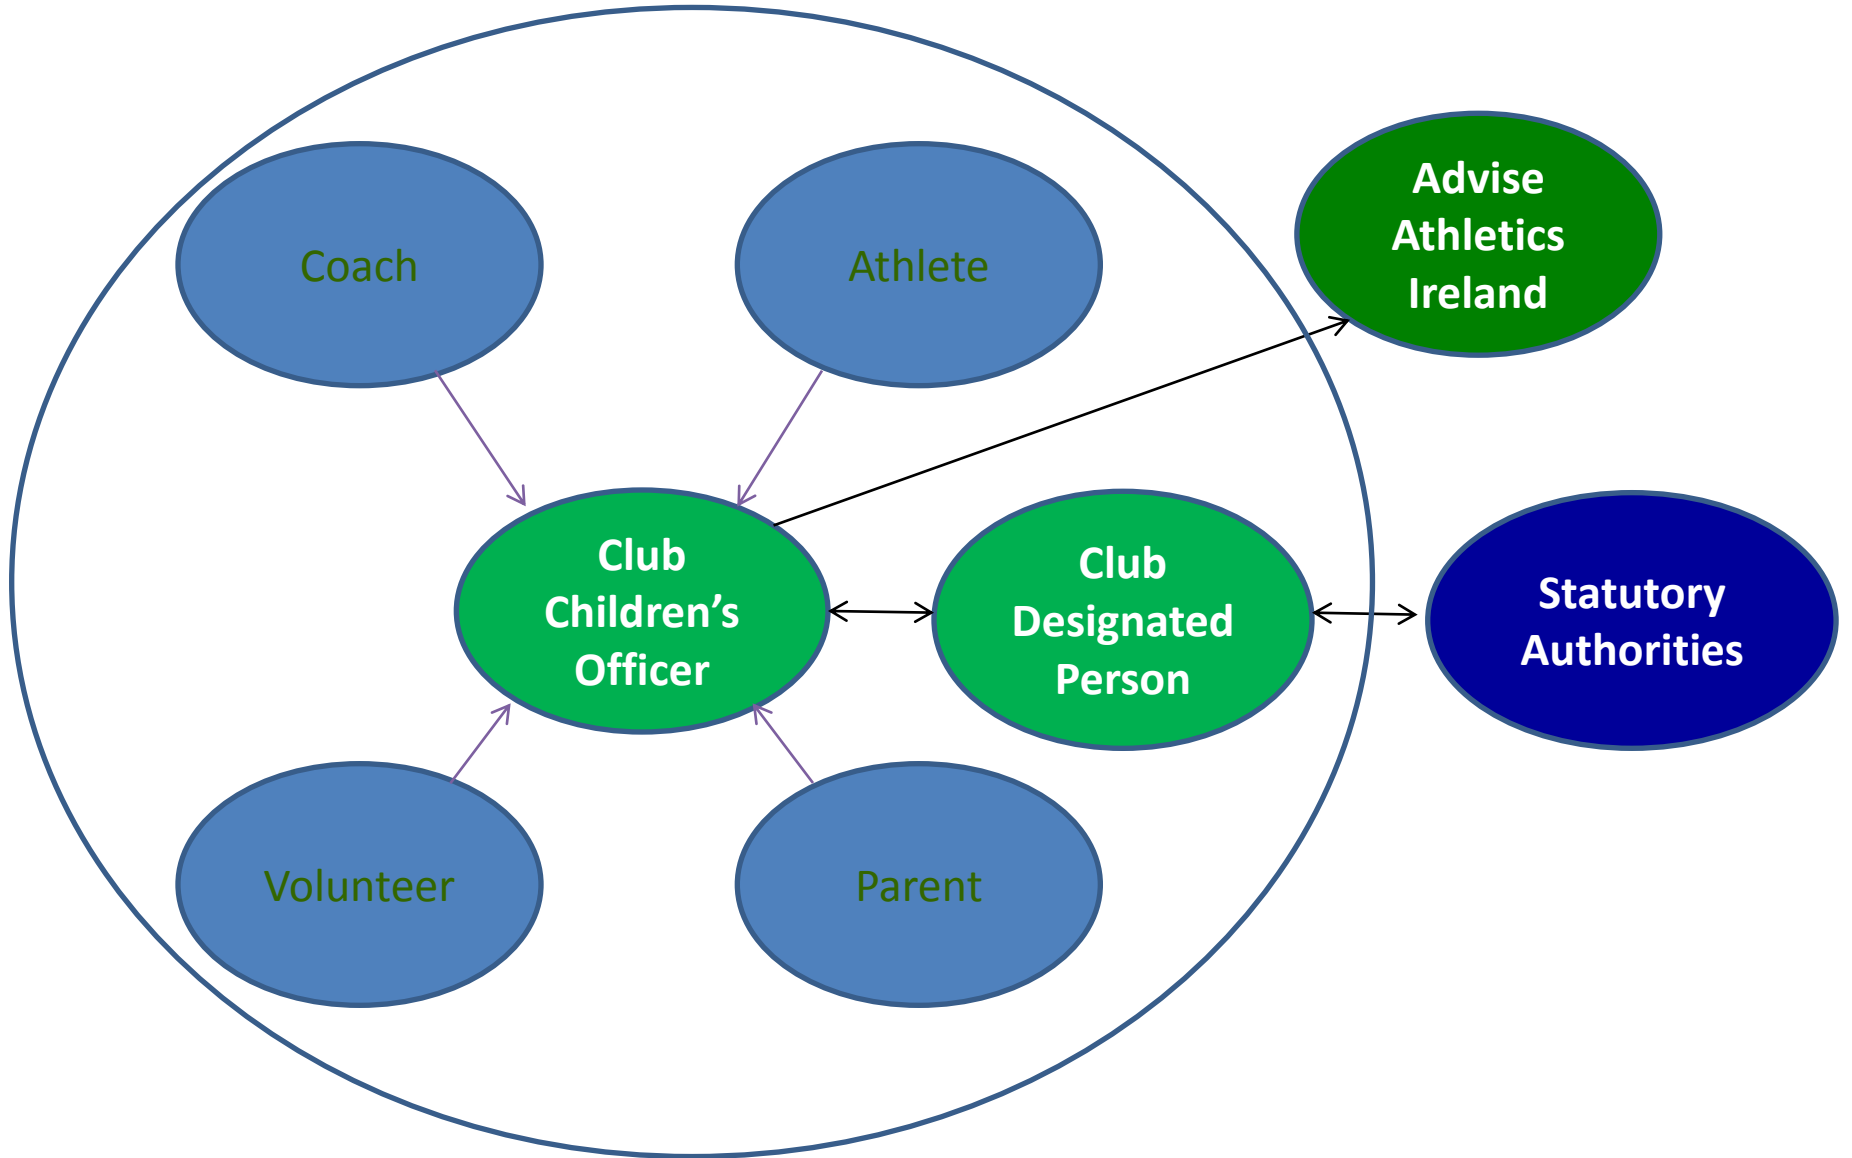 Coach
Athlete
Advise
Athletics
Ireland
Club
Children’s
Officer
Club
Designated
Person
Statutory
Authorities
Volunteer
Parent